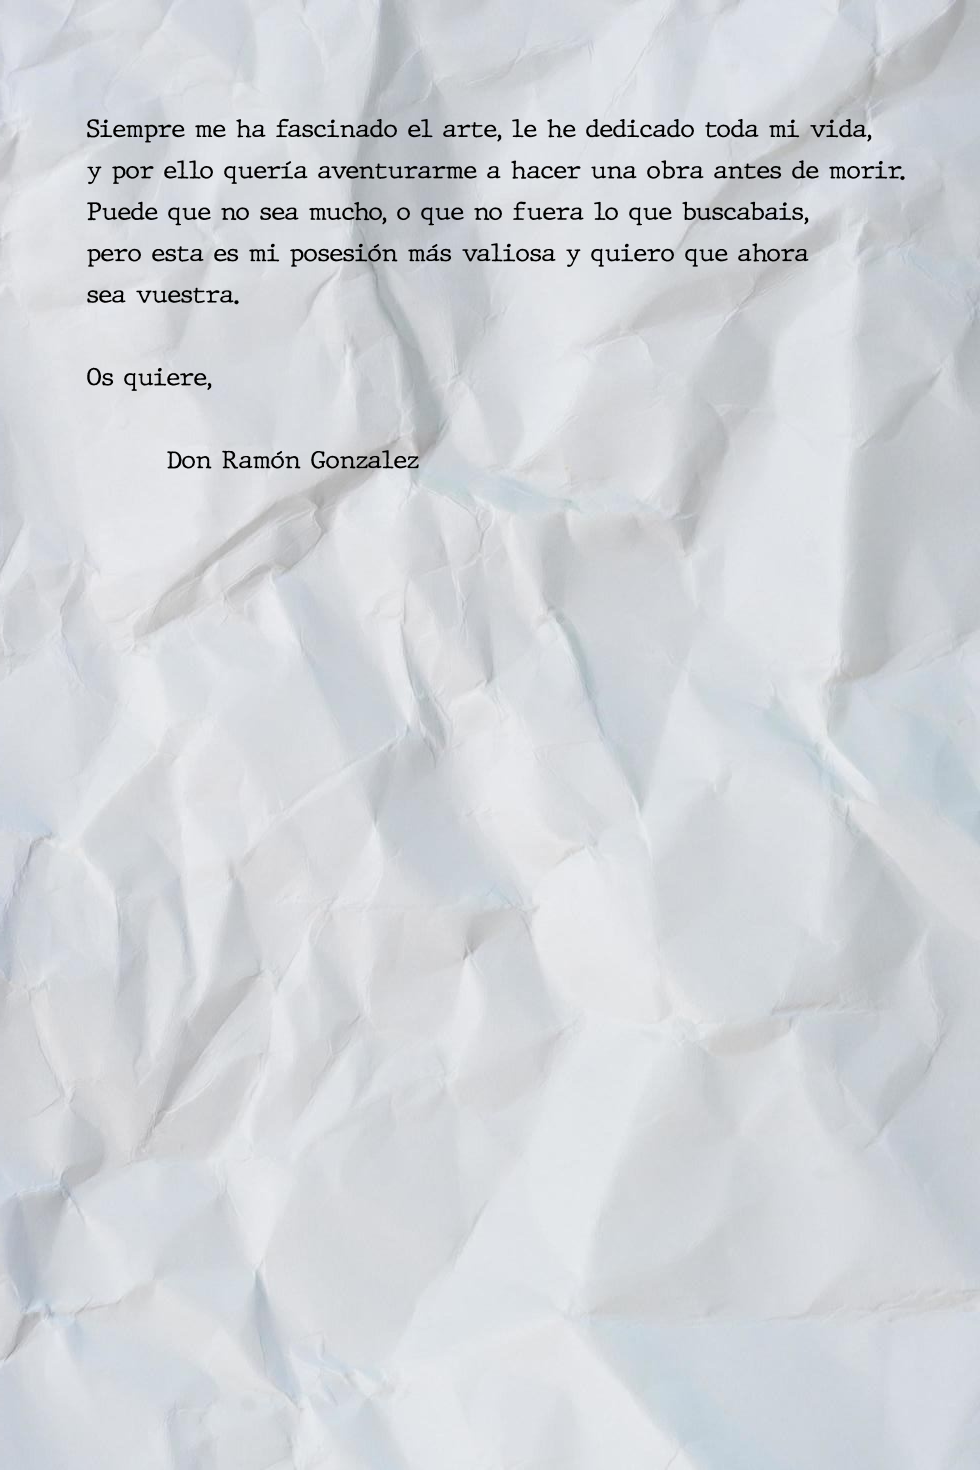 Siempre me ha fascinado el arte, le he dedicado toda mi vida,
y por ello quería aventurarme a hacer una obra antes de morir.
Puede que no sea mucho, o que no fuera lo que buscabais,
pero esta es mi posesión más valiosa y quiero que ahora
sea vuestra.
Os quiere,
Don Ramón Gonzalez